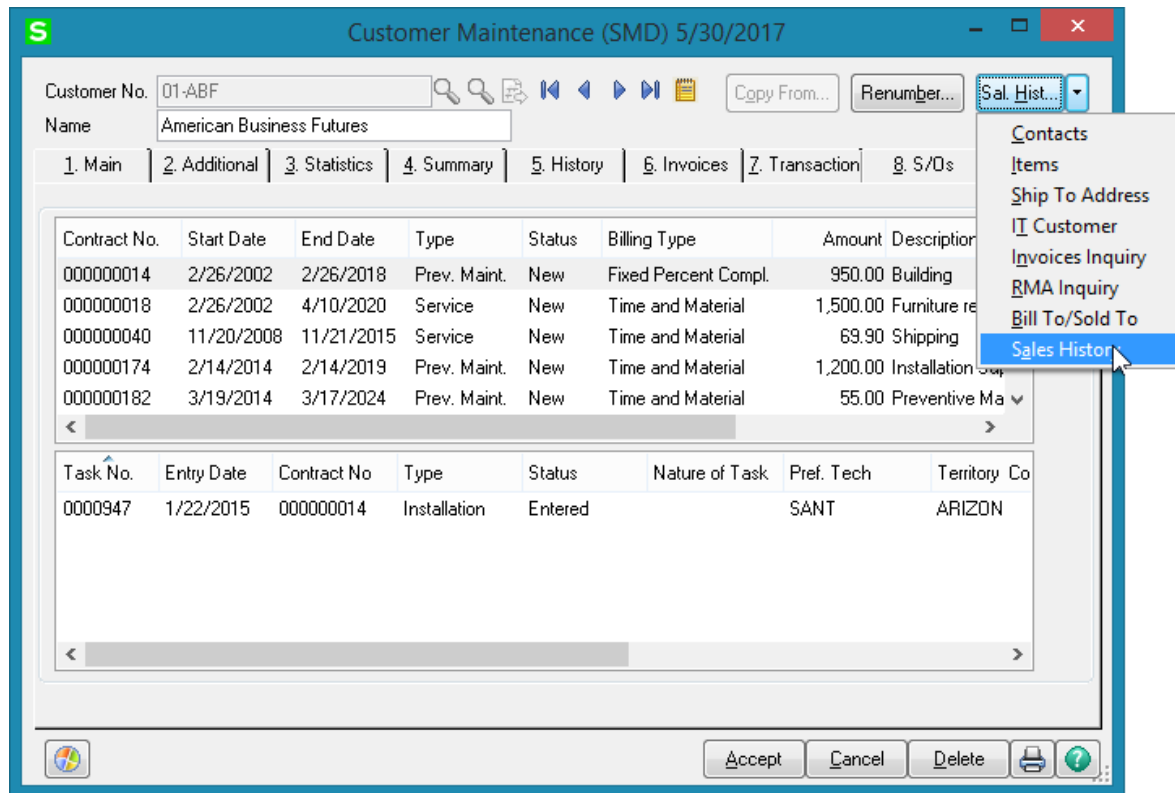 S Customer Maintenance (SMD) 5/30/2017
Customer No. 01-ABF Copy From... Renumber... Sal. Hist...
Name American Business Futures
1. Main 2. Additional 3. Statistics 4. Summary 5. History 6. Invoices 7. Transaction 8. S/Os
Contacts
Items
Ship To Address
IT Customer
Invoices Inquiry
RMA Inquiry
Bill To/Sold To
Sales History
Contract No. Start Date End Date Type Status Billing Type Amount Description
000000014 2/26/2002 2/26/2018 Prev. Maint. New Fixed Percent Compl. 950.00 Building
000000018 2/26/2002 4/10/2020 Service New Time and Material 1,500.00 Furniture re
000000040 11/20/2008 11/21/2015 Service New Time and Material 69.90 Shipping
000000174 2/14/2014 2/14/2019 Prev. Maint. New Time and Material 1,200.00 Installation
000000182 3/19/2014 3/17/2024 Prev. Maint. New Time and Material 55.00 Preventive Ma
Task No. Entry Date Contract No Type Status Nature of Task Pref. Tech Territory Co
0000947 1/22/2015 000000014 Installation Entered SANT ARIZON
Accept Cancel Delete